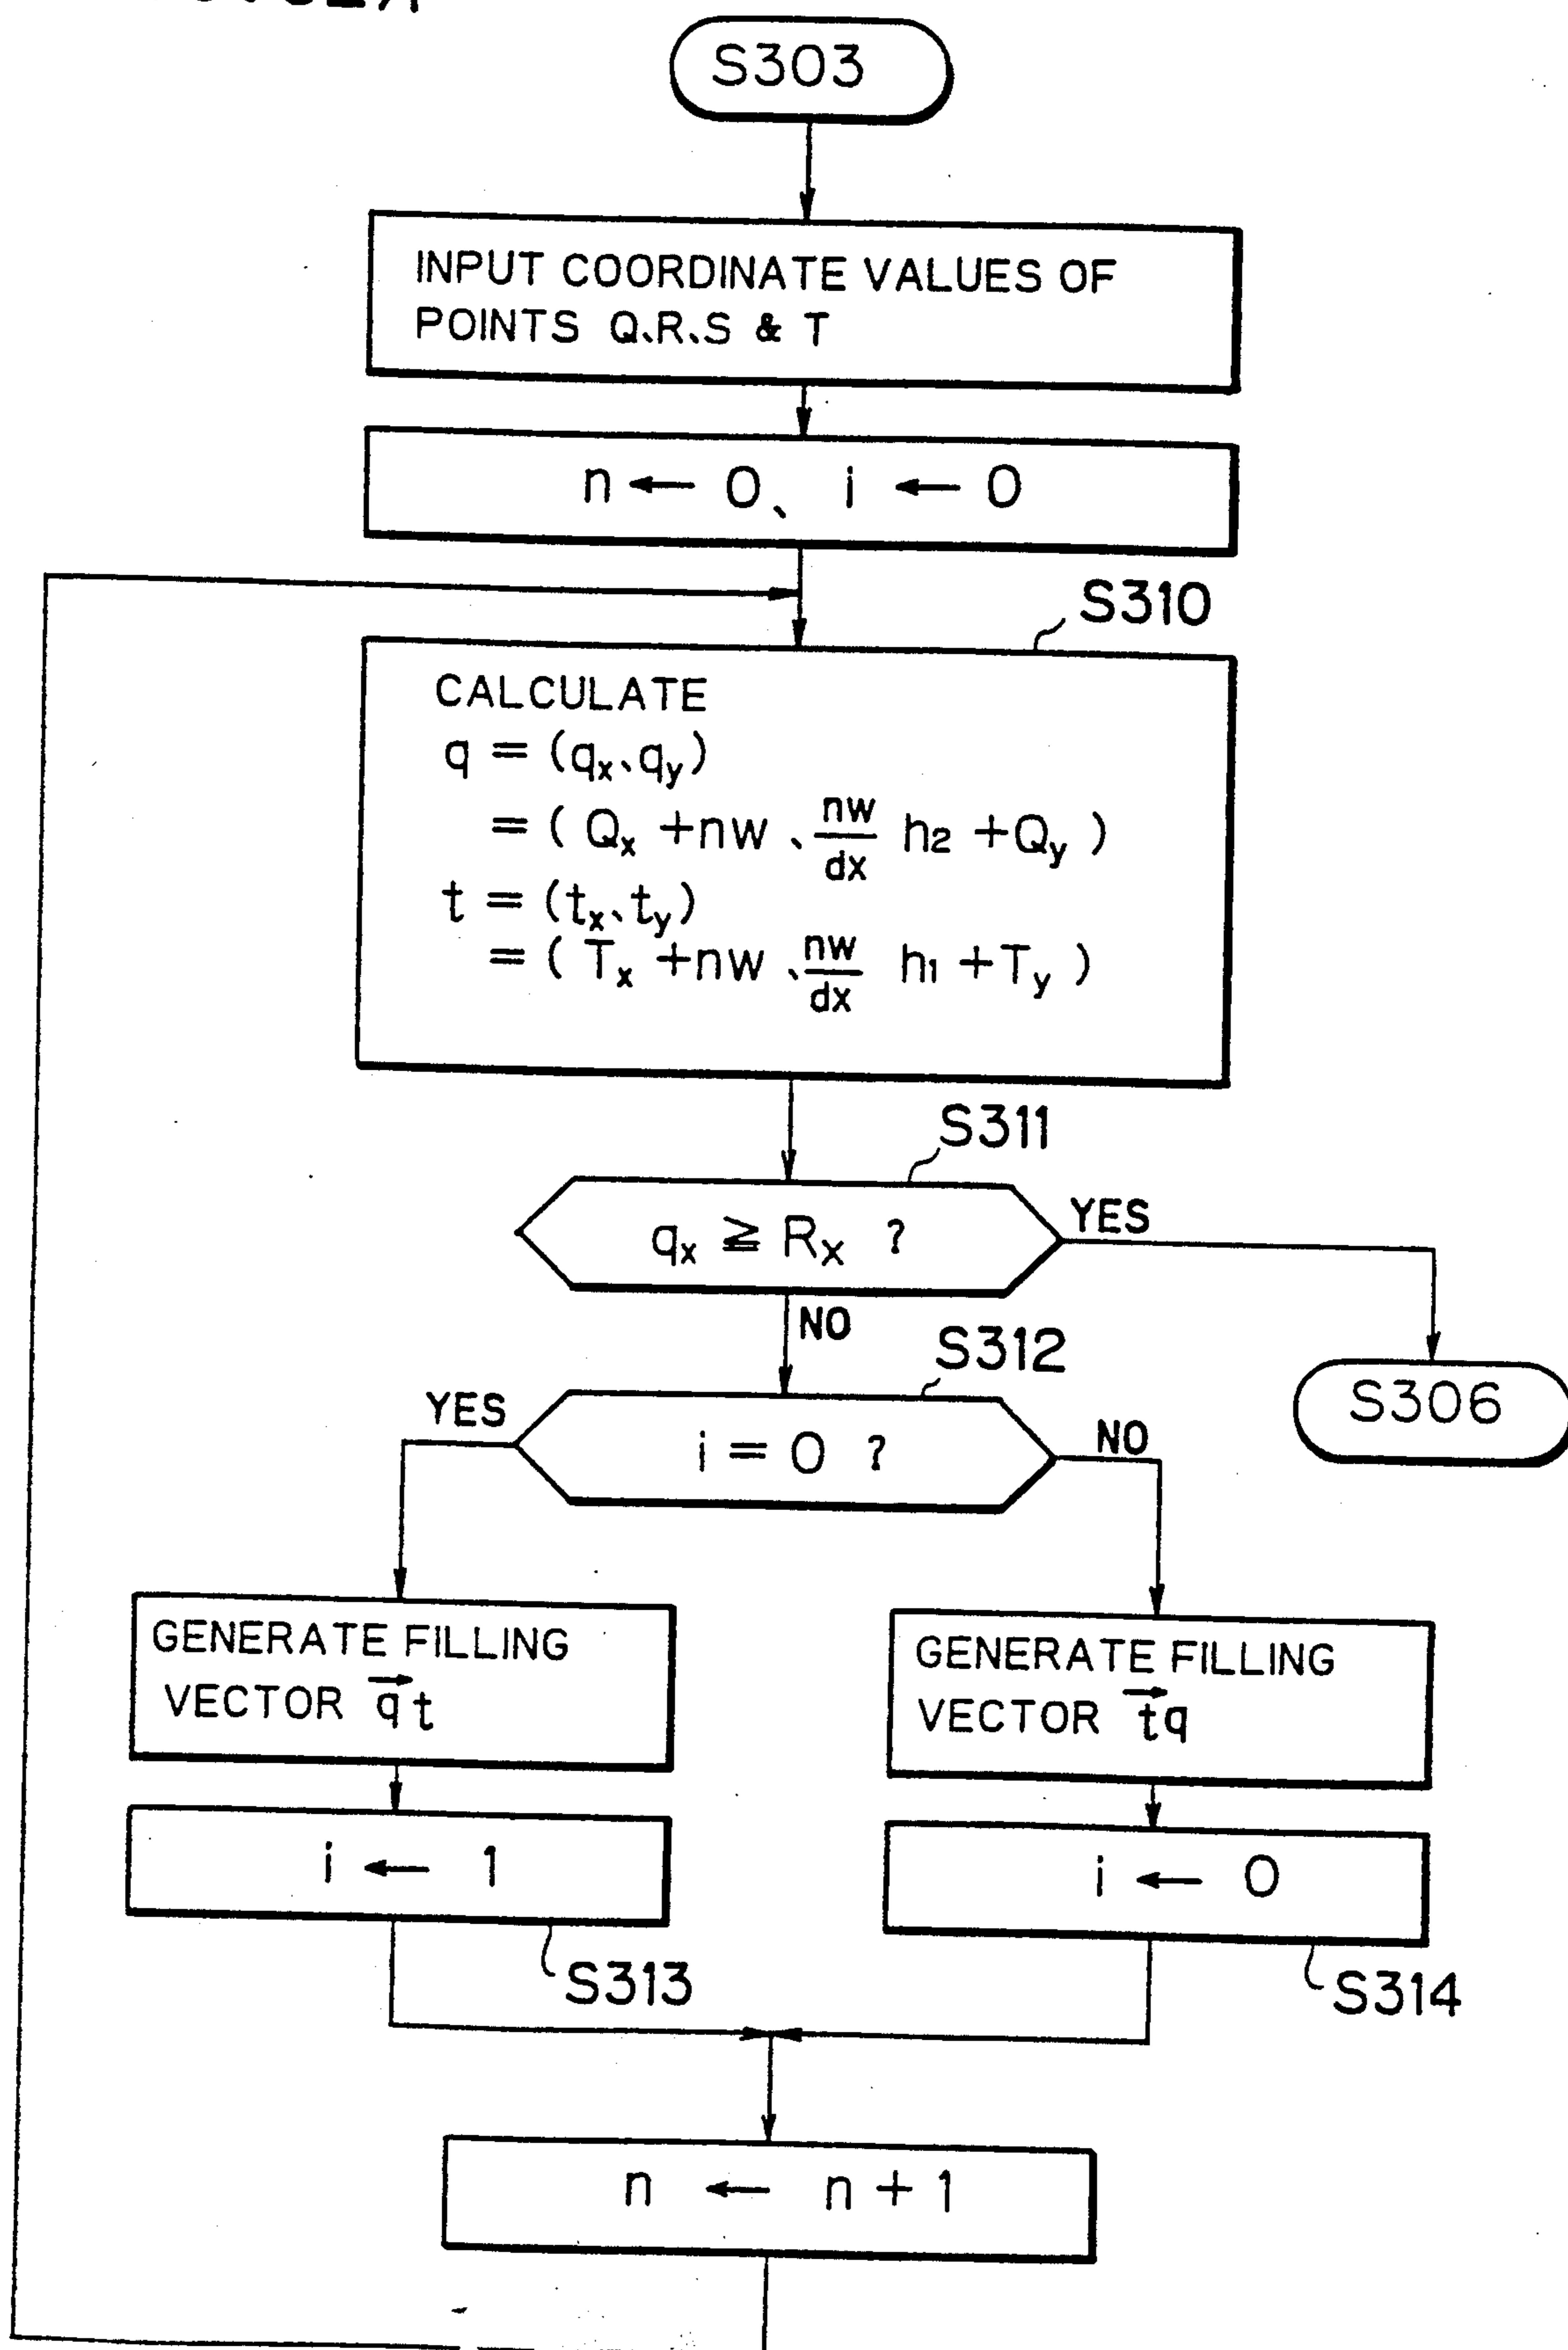 S303
INPUT COORDINATE VALUES OF
POINTS Q、R、S & T
n ← 0、 i ← 0
S310
CALCULATE
q = (qx、qy)
= ( Qx + nw 、 nw/dx h2 + Qy )
t = (tx、ty)
= ( Tx + nw 、 nw/dx h1 + Ty )
S311
qx ≧ Rx ?
YES
NO
S306
S312
YES
i = 0 ?
NO
GENERATE FILLING
VECTOR q⃗t
GENERATE FILLING
VECTOR t⃗q
i ← 1
i ← 0
S313
S314
n ← n + 1